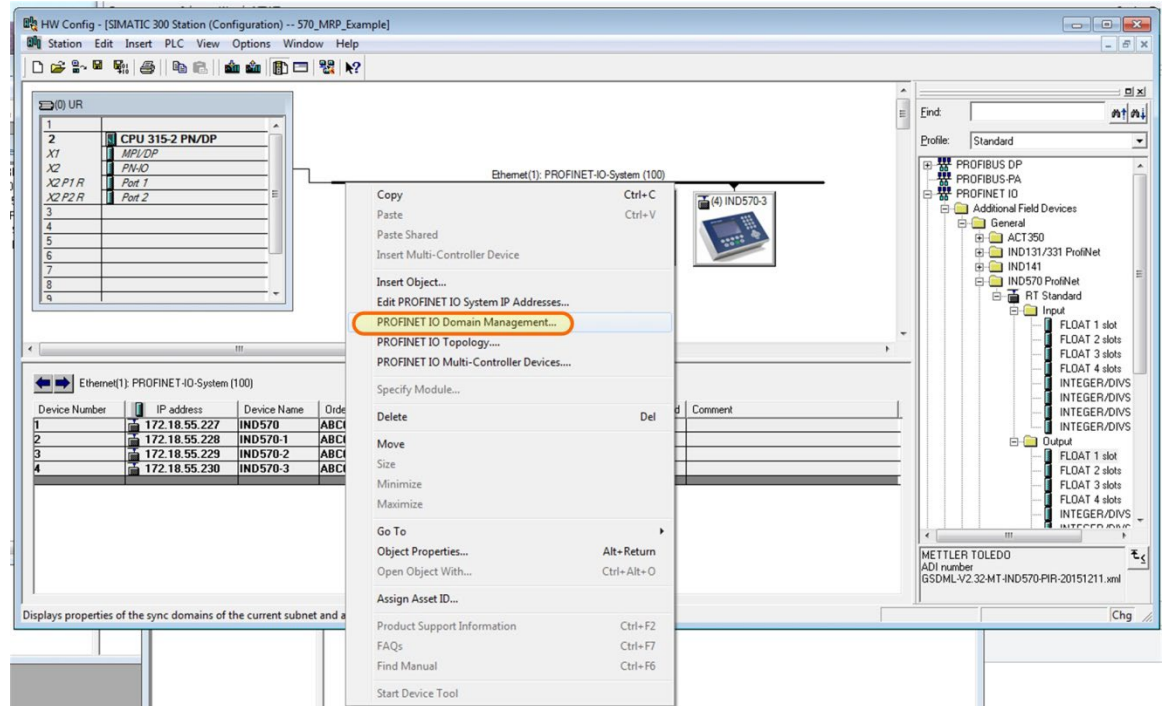 HW Config - [SIMATIC 300 Station (Configuration) -- 570_MRP_Example]
Station Edit Insert PLC View Options Window Help
(0) UR
1
2 CPU 315-2 PN/DP
X1 MPI/DP
X2 PN-IO
X2 P1 R Port 1
X2 P2 R Port 2
3
4
5
6
7
8
9
Ethernet(1): PROFINET-IO-System (100)
(4) IND570-3
Copy Ctrl+C
Paste Ctrl+V
Paste Shared
Insert Multi-Controller Device
Insert Object...
Edit PROFINET IO System IP Addresses...
PROFINET IO Domain Management...
PROFINET IO Topology....
PROFINET IO Multi-Controller Devices....
Specify Module...
Delete Del
Move
Size
Minimize
Maximize
Go To
Object Properties... Alt+Return
Open Object With... Ctrl+Alt+O
Assign Asset ID...
Product Support Information Ctrl+F2
FAQs Ctrl+F7
Find Manual Ctrl+F6
Start Device Tool
Ethernet(1): PROFINET-IO-System (100)
Device Number IP address Device Name Orde d Comment
1 172.18.55.227 IND570 ABC
2 172.18.55.228 IND570-1 ABC
3 172.18.55.229 IND570-2 ABC
4 172.18.55.230 IND570-3 ABC
Displays properties of the sync domains of the current subnet and a
Chg
Find:
Profile: Standard
PROFIBUS DP
PROFIBUS-PA
PROFINET IO
Additional Field Devices
General
ACT350
IND131/331 ProfiNet
IND141
IND570 ProfiNet
RT Standard
Input
FLOAT 1 slot
FLOAT 2 slots
FLOAT 3 slots
FLOAT 4 slots
INTEGER/DIVS
INTEGER/DIVS
INTEGER/DIVS
INTEGER/DIVS
Output
FLOAT 1 slot
FLOAT 2 slots
FLOAT 3 slots
FLOAT 4 slots
INTEGER/DIVS
INTEGER/DIVS
METTLER TOLEDO
ADI number
GSDML-V2.32-MT-IND570-PIR-20151211.xml